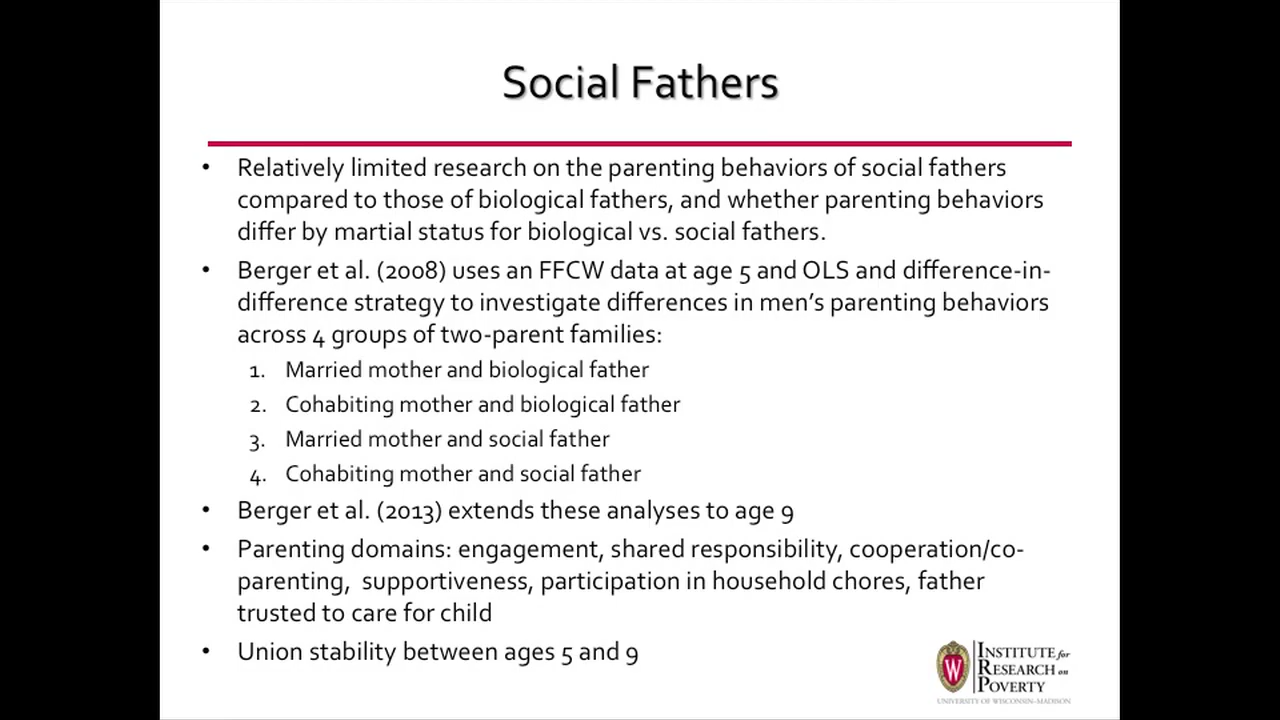 Social Fathers
• Relatively limited research on the parenting behaviors of social fathers
compared to those of biological fathers, and whether parenting behaviors
differ by martial status for biological vs. social fathers.
• Berger et al. (2008) uses an FFCW data at age 5 and OLS and difference-in-
difference strategy to investigate differences in men’s parenting behaviors
across 4 groups of two-parent families:
1. Married mother and biological father
2. Cohabiting mother and biological father
3. Married mother and social father
4. Cohabiting mother and social father
• Berger et al. (2013) extends these analyses to age 9
• Parenting domains: engagement, shared responsibility, cooperation/co-
parenting, supportiveness, participation in household chores, father
trusted to care for child
• Union stability between ages 5 and 9
W
INSTITUTE for
RESEARCH on
POVERTY
UNIVERSITY OF WISCONSIN–MADISON